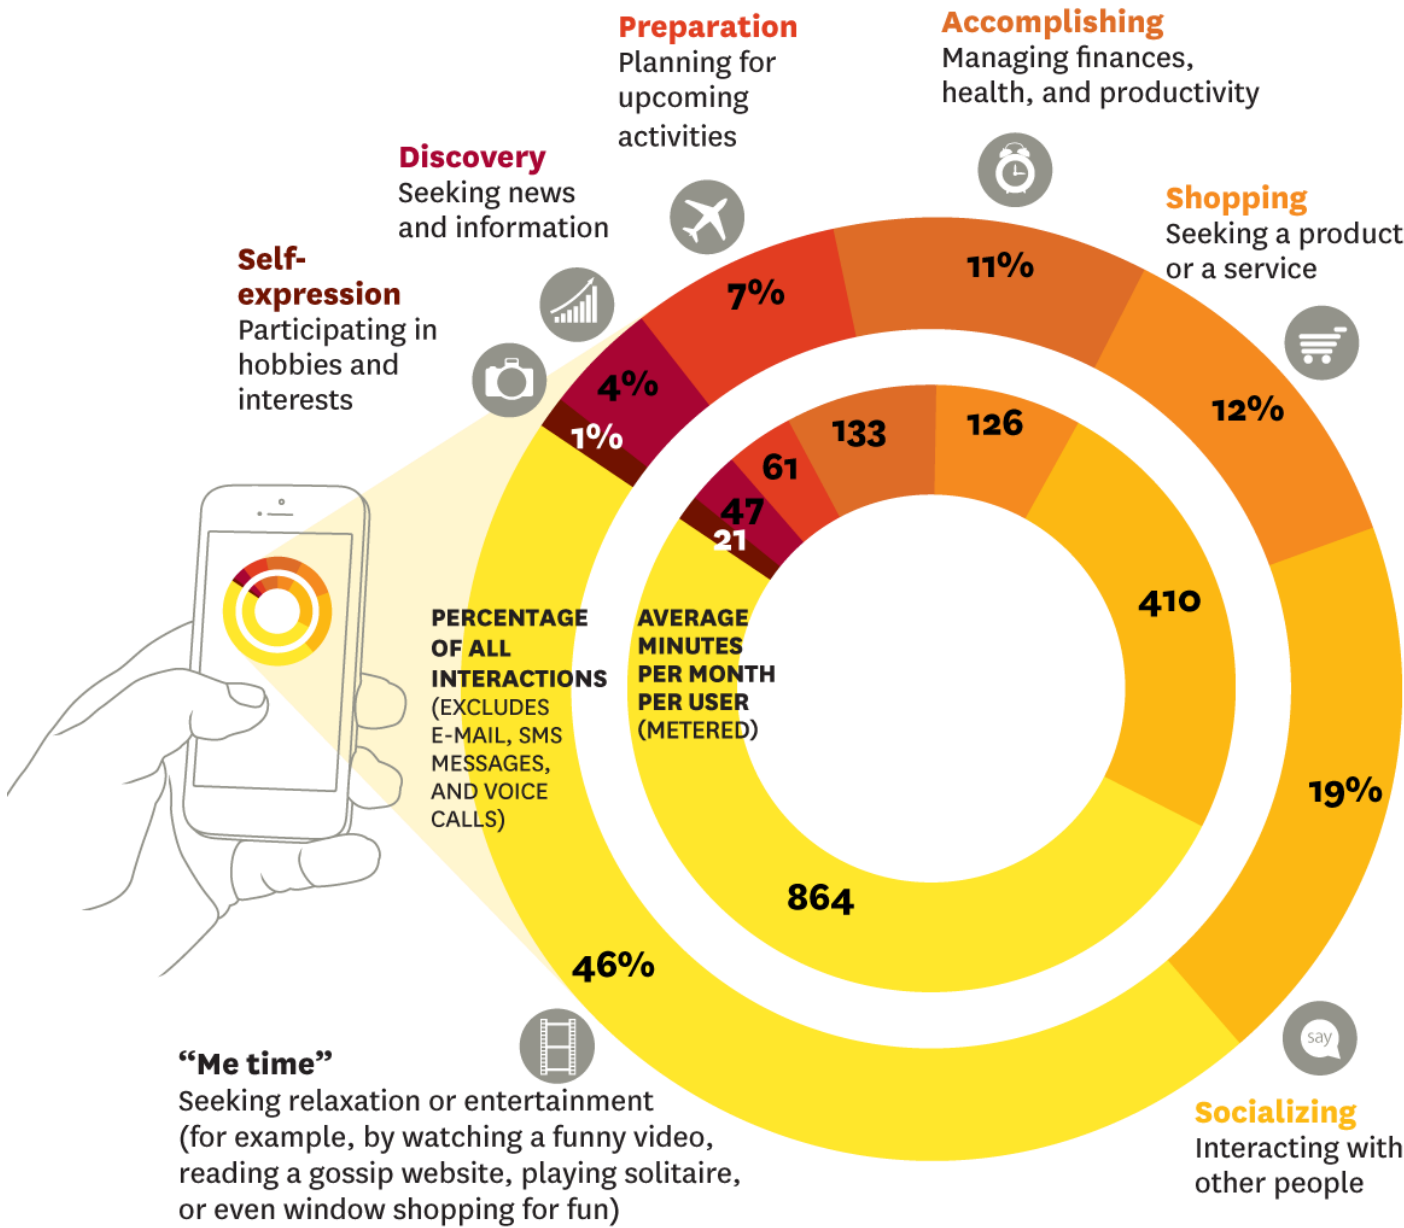 Preparation
Planning for
upcoming
activities
Accomplishing
Managing finances,
health, and productivity
Discovery
Seeking news
and information
Shopping
Seeking a product
or a service
Self-
expression
Participating in
hobbies and
interests
7%
11%
4%
1%
12%
19%
46%
61
133
126
47
21
410
864
PERCENTAGE
OF ALL
INTERACTIONS
(EXCLUDES
E-MAIL, SMS
MESSAGES,
AND VOICE
CALLS)
AVERAGE
MINUTES
PER MONTH
PER USER
(METERED)
“Me time”
Seeking relaxation or entertainment
(for example, by watching a funny video,
reading a gossip website, playing solitaire,
or even window shopping for fun)
say
Socializing
Interacting with
other people